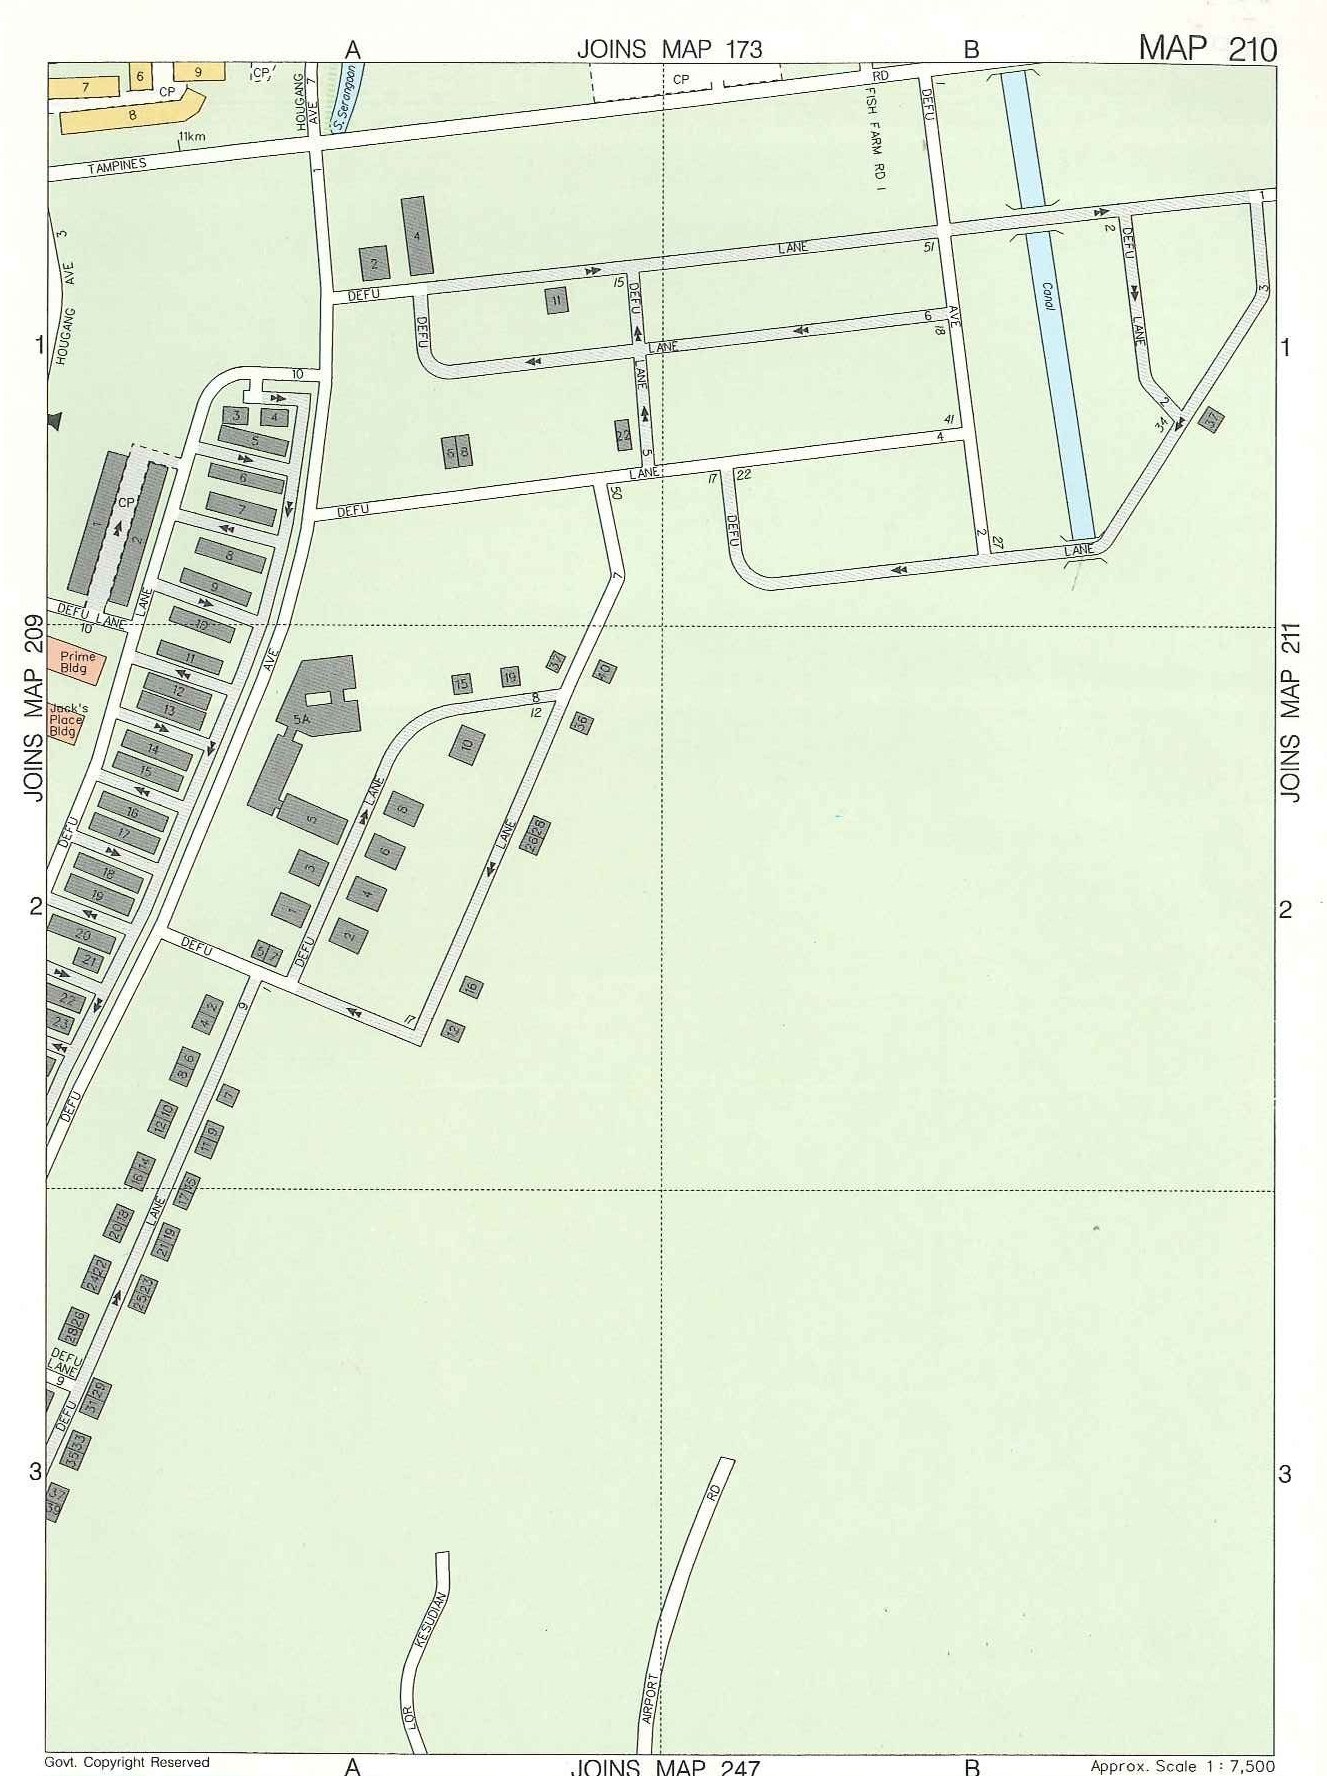 A
JOINS MAP 173
B
MAP 210
7
6
9
CP
CP
8
HOUGANG
AVE 7
S. Serangoon
CP
RD
DEFU
FISH FARM RD 1
11km
TAMPINES
1
HOUGANG AVE 3
2
4
DEFU
LANE
1
51
2
DEFU
LANE
2
34
37
3
Canal
11
15
DEFU
LANE
5
DEFU
LANE
6
18
AVE
1
1
10
3
4
5
6
7
8
9
10
11
12
13
14
15
16
17
18
19
20
21
22
23
1
CP
2
6 8
22
DEFU
LANE
41
4
50
17
22
DEFU
2
27
LANE
7
DEFU LANE
10
LANE
DEFU
Prime
Bldg
Jack's
Place
Bldg
AVE
DEFU
JOINS MAP 209
JOINS MAP 211
5A
5
15
19
37
40
36
8
12
10
LANE
8
6
4
2
3
1
DEFU
5 7
LANE
26 28
2
2
DEFU
1
17
16
12
9
4 2
8 6
12 10
16 14
20 18
24 22
28 26
7
11 9
17 15
21 19
25 23
LANE
DEFU
LANE
9
DEFU
31 29
35 33
37
39
3
3
LOR
KESUDIAN
AIRPORT
RD
Govt. Copyright Reserved
A
JOINS MAP 247
B
Approx. Scale 1 : 7,500